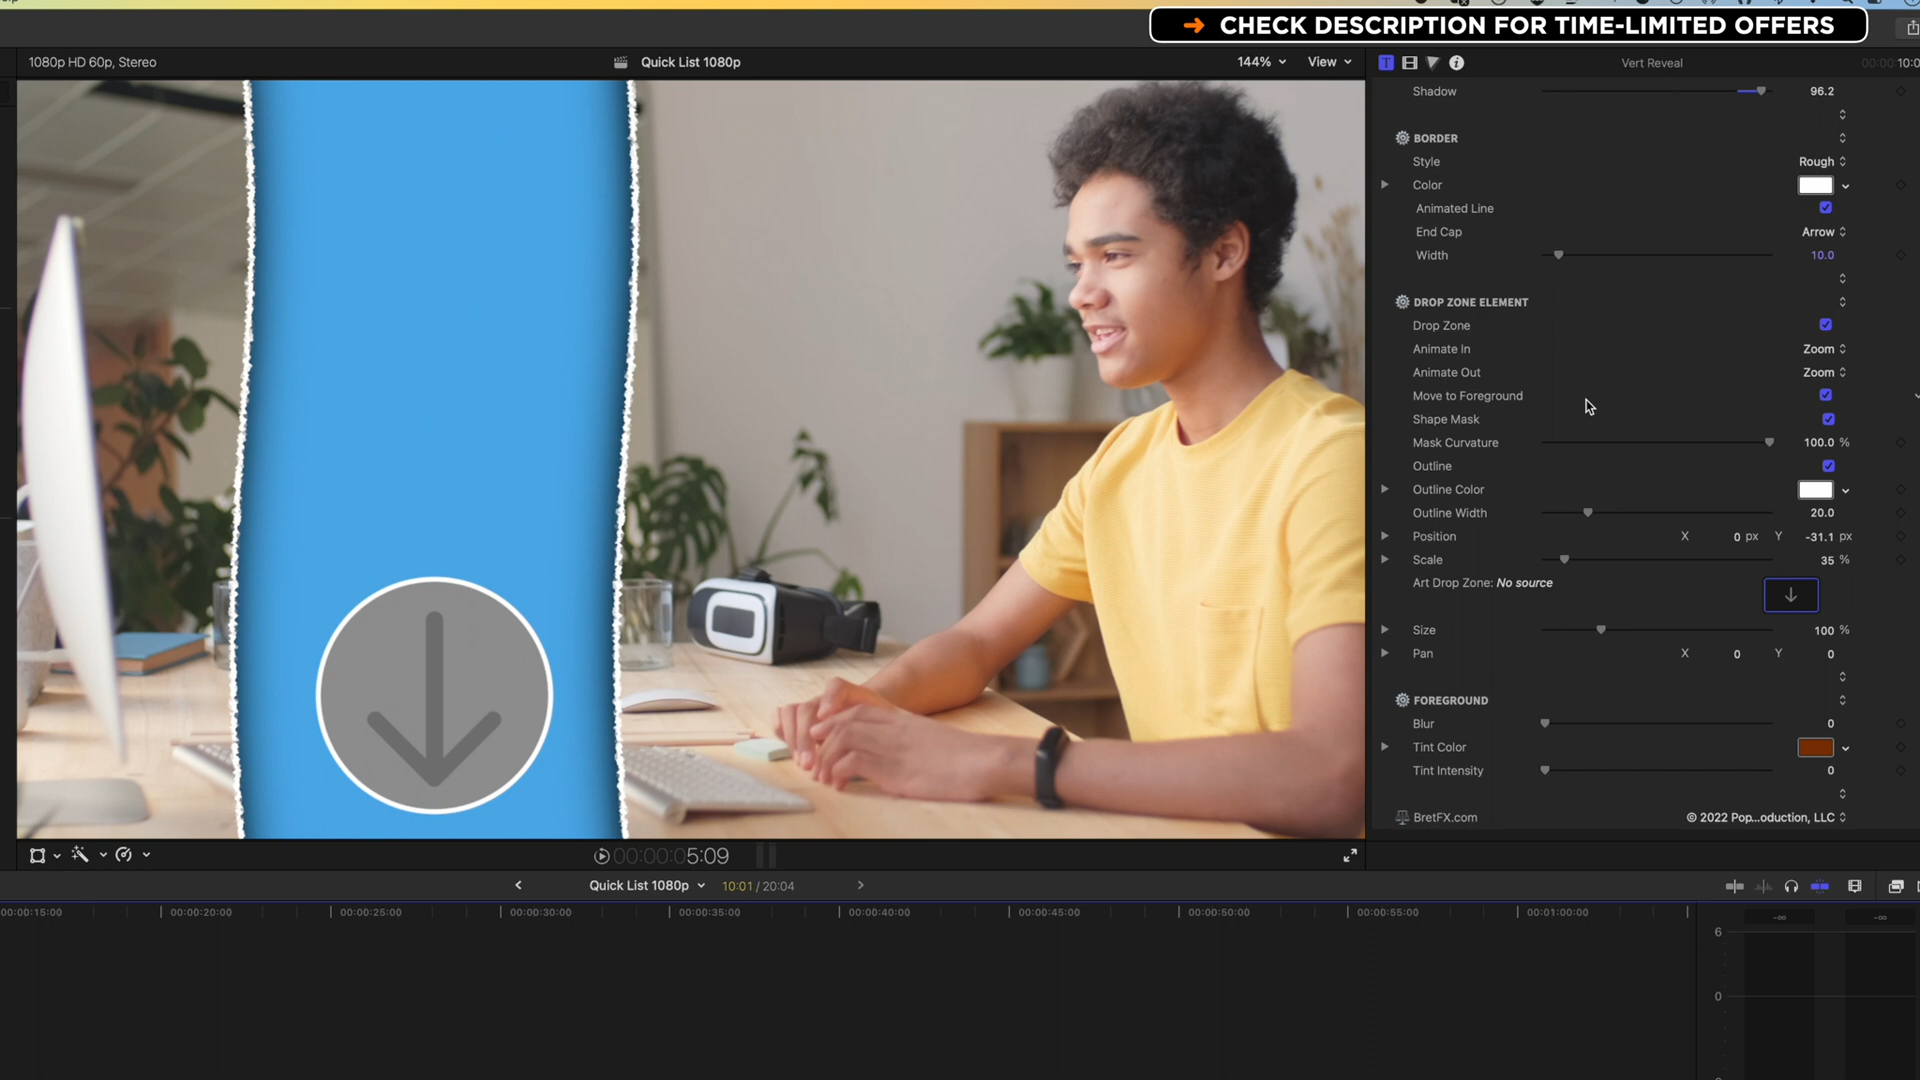 ➔ CHECK DESCRIPTION FOR TIME-LIMITED OFFERS
1080p HD 60p, Stereo
Quick List 1080p
144%
View
Vert Reveal
00:00:10:0
Shadow 96.2
BORDER
Style Rough
Color
Animated Line
End Cap Arrow
Width 10.0
DROP ZONE ELEMENT
Drop Zone
Animate In Zoom
Animate Out Zoom
Move to Foreground
Shape Mask
Mask Curvature 100.0 %
Outline
Outline Color
Outline Width 20.0
Position X 0 px Y -31.1 px
Scale 35 %
Art Drop Zone: No source
Size 100 %
Pan X 0 Y 0
FOREGROUND
Blur 0
Tint Color
Tint Intensity 0
BretFX.com © 2022 Pop...oduction, LLC
00:00:05:09
Quick List 1080p 10:01 / 20:04
00:00:15:00 00:00:20:00 00:00:25:00 00:00:30:00 00:00:35:00 00:00:40:00 00:00:45:00 00:00:50:00 00:00:55:00 00:01:00:00
-∞ -∞
6
0